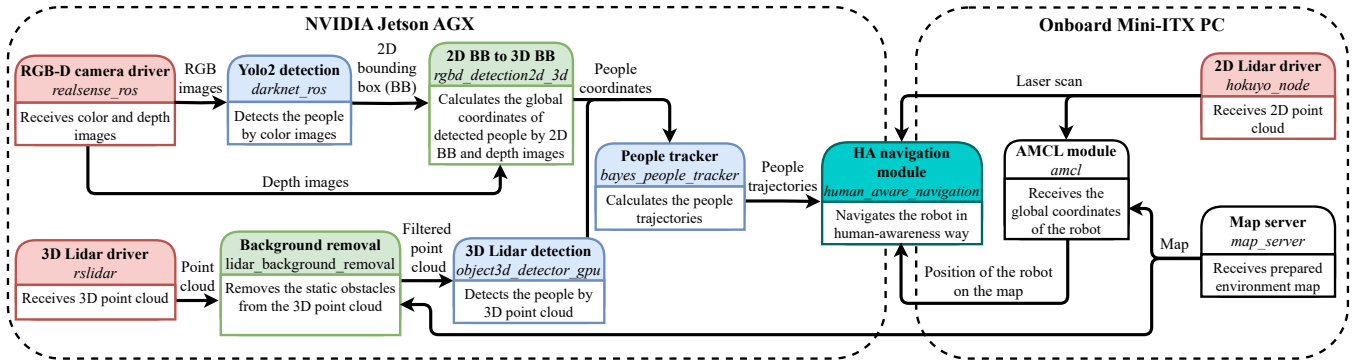 NVIDIA Jetson AGX
Onboard Mini-ITX PC
RGB-D camera driver
realsense_ros
Receives color and depth
images
RGB
images
Yolo2 detection
darknet_ros
Detects the people
by color images
2D
bounding
box (BB)
2D BB to 3D BB
rgbd_detection2d_3d
Calculates the global
coordinates of
detected people by 2D
BB and depth images
People
coordinates
Depth images
People tracker
bayes_people_tracker
Calculates the people
trajectories
People
trajectories
HA navigation
module
human_aware_navigation
Navigates the robot in
human-awareness way
Laser scan
2D Lidar driver
hokuyo_node
Receives 2D point
cloud
AMCL module
amcl
Receives the
global coordinates
of the robot
Map
Map server
map_server
Receives prepared
environment map
Position of the robot
on the map
3D Lidar driver
rslidar
Receives 3D point cloud
Point
cloud
Background removal
lidar_background_removal
Removes the static obstacles
from the 3D point cloud
Filtered
point
cloud
3D Lidar detection
object3d_detector_gpu
Detects the people by
3D point cloud